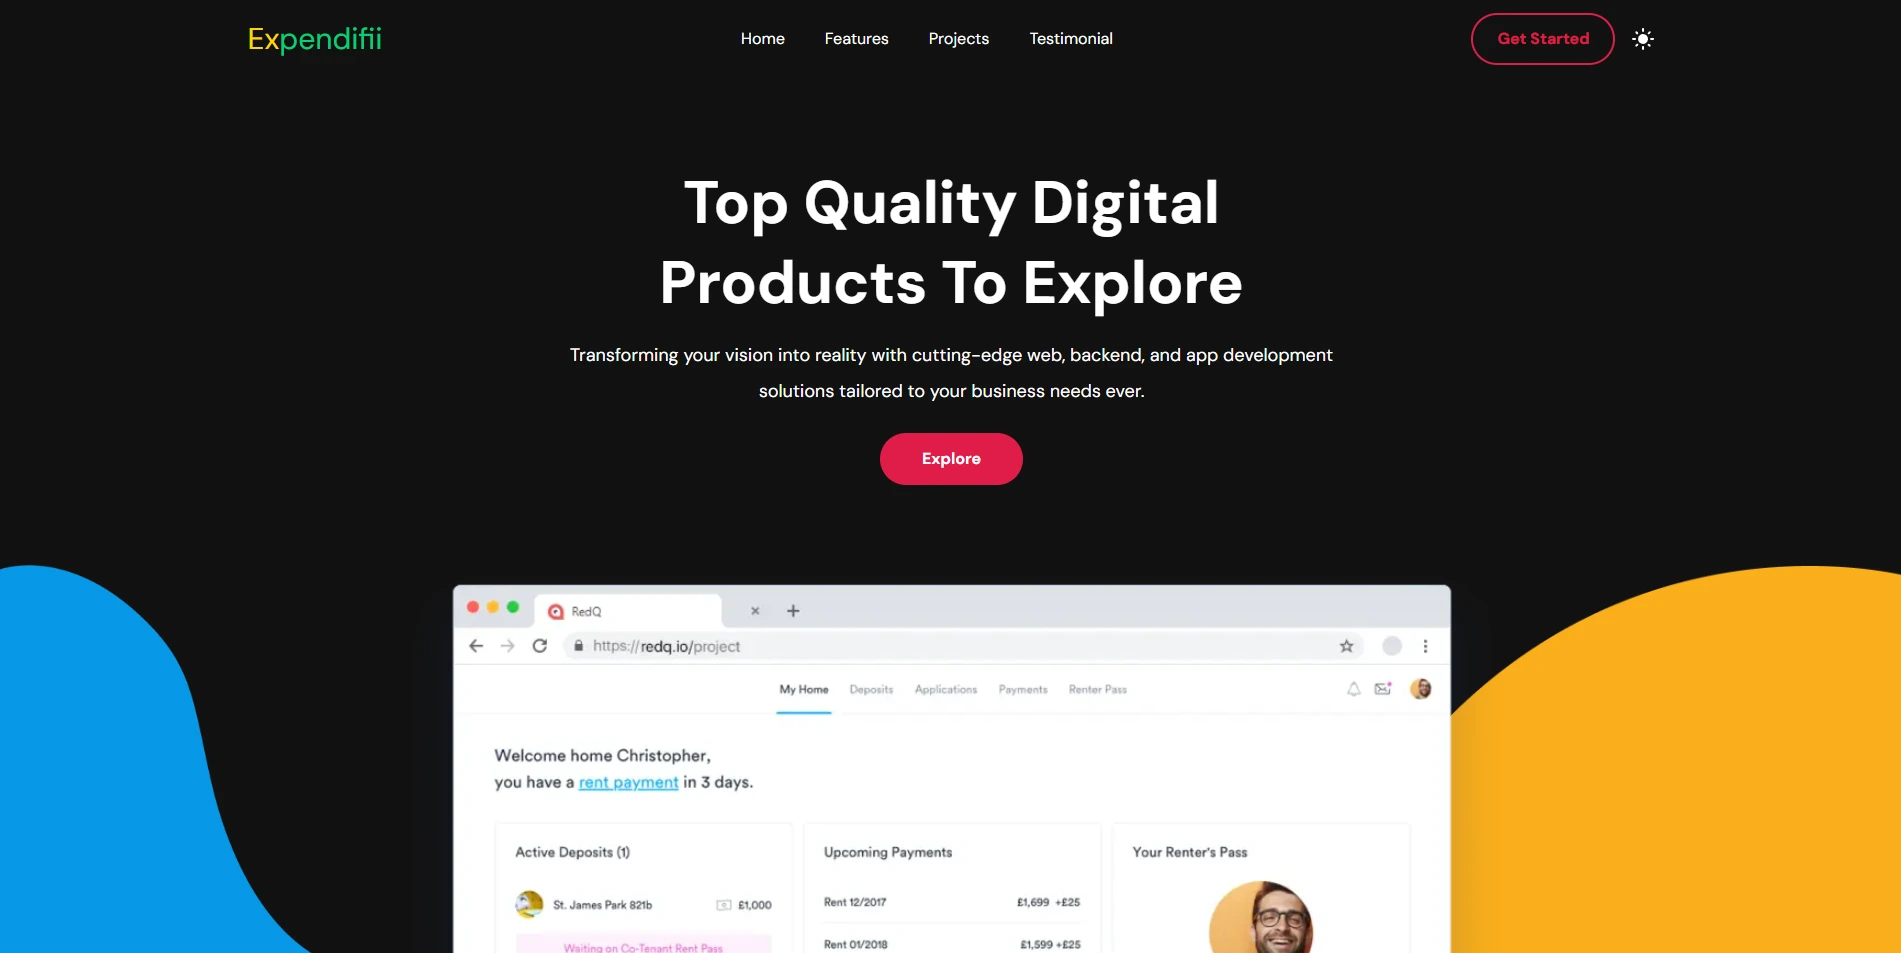 Expendifii
Home Features Projects Testimonial
Get Started
Top Quality Digital
Products To Explore
Transforming your vision into reality with cutting-edge web, backend, and app development
solutions tailored to your business needs ever.
Explore
RedQ
https://redq.io/project
My Home Deposits Applications Payments Renter Pass
Welcome home Christopher,
you have a rent payment in 3 days.
Active Deposits (1)
St. James Park 821b £1,000
Waiting on Co-Tenant Rent Pass
Upcoming Payments
Rent 12/2017 £1,699 +£25
Rent 01/2018 £1,599 +£25
Your Renter's Pass